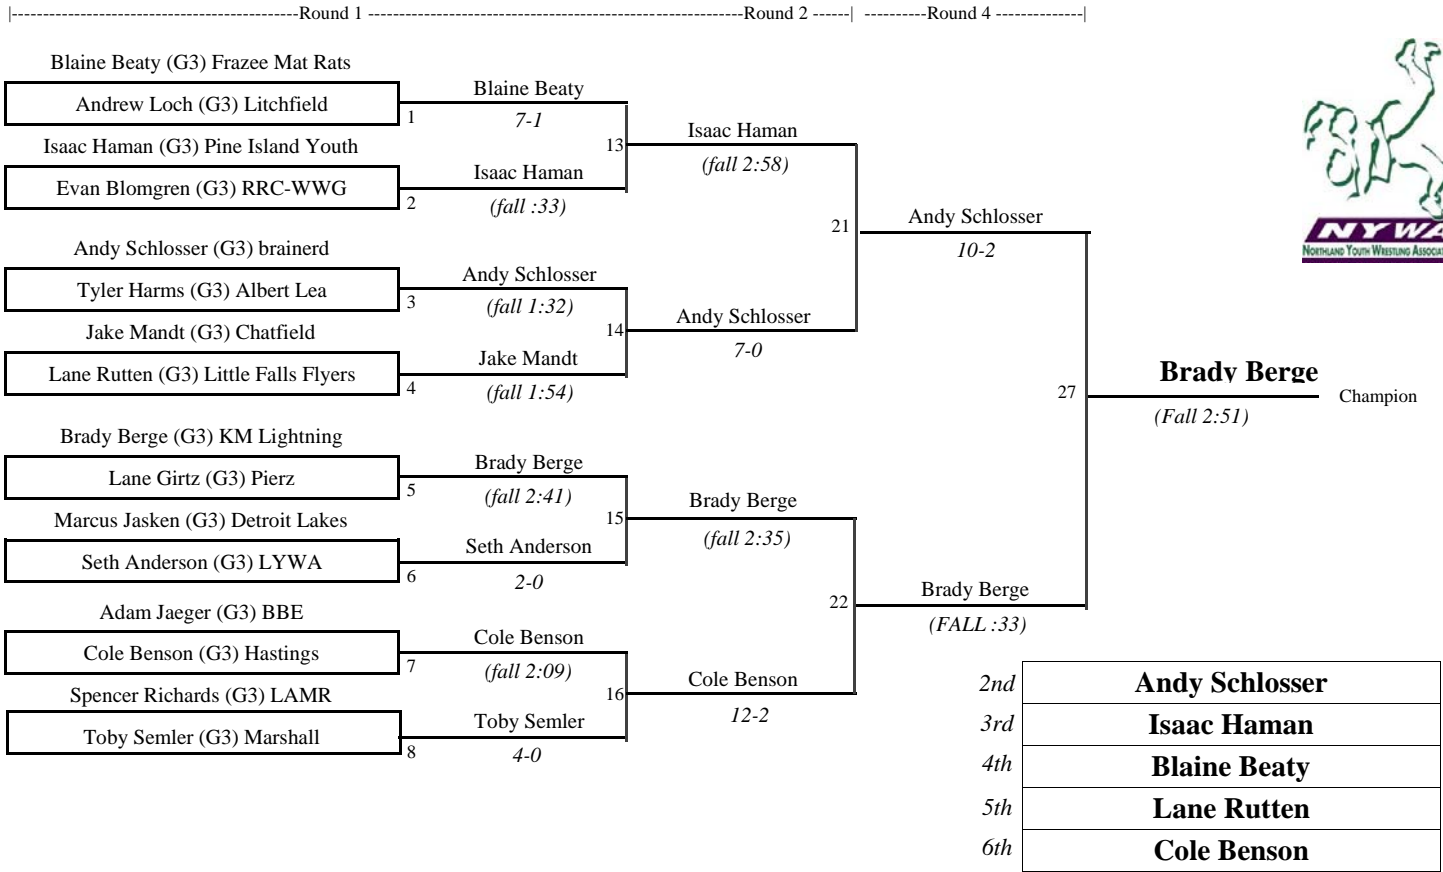 |----------------------------------------------Round 1 ------------------------------------------------------------Round 2 ------| ----------Round 4 --------------|
Blaine Beaty (G3) Frazee Mat Rats
Andrew Loch (G3) Litchfield
1
Blaine Beaty
7-1
Isaac Haman (G3) Pine Island Youth
Evan Blomgren (G3) RRC-WWG
2
Isaac Haman
(fall :33)
13
Isaac Haman
(fall 2:58)
Andy Schlosser (G3) brainerd
Tyler Harms (G3) Albert Lea
3
Andy Schlosser
(fall 1:32)
Jake Mandt (G3) Chatfield
Lane Rutten (G3) Little Falls Flyers
4
Jake Mandt
(fall 1:54)
14
Andy Schlosser
7-0
21
Andy Schlosser
10-2
Brady Berge (G3) KM Lightning
Lane Girtz (G3) Pierz
5
Brady Berge
(fall 2:41)
Marcus Jasken (G3) Detroit Lakes
Seth Anderson (G3) LYWA
6
Seth Anderson
2-0
15
Brady Berge
(fall 2:35)
Adam Jaeger (G3) BBE
Cole Benson (G3) Hastings
7
Cole Benson
(fall 2:09)
Spencer Richards (G3) LAMR
Toby Semler (G3) Marshall
8
Toby Semler
4-0
16
Cole Benson
12-2
22
Brady Berge
(FALL :33)
27
Brady Berge
Champion
(Fall 2:51)
NYWA
NORTHLAND YOUTH WRESTLING ASSOCIAT
2nd Andy Schlosser
3rd Isaac Haman
4th Blaine Beaty
5th Lane Rutten
6th Cole Benson